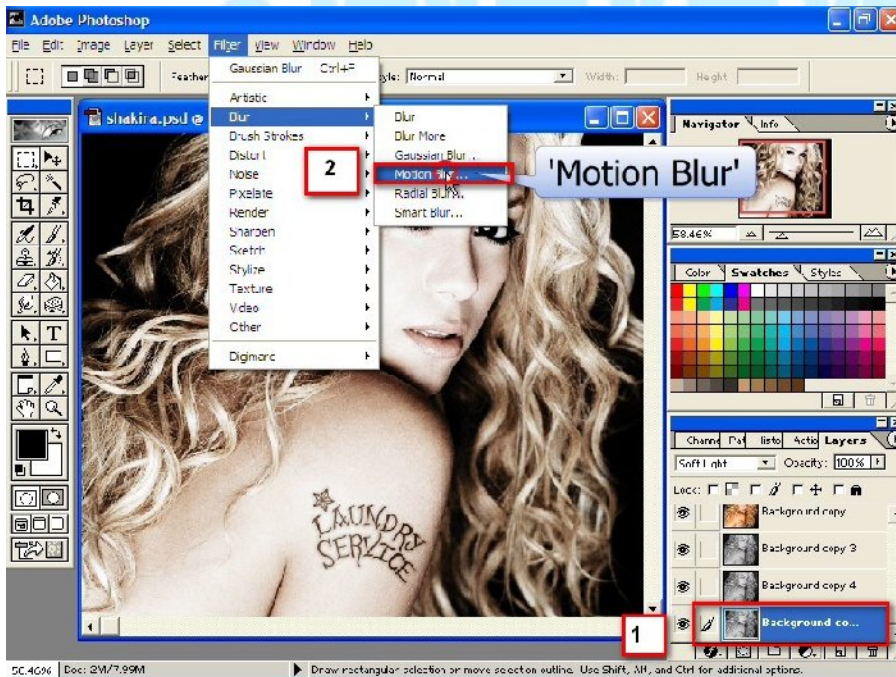 Adobe Photoshop
File Edit Image Layer Select Filter View Window Help
Feather
Style: Normal Width: Height
Gaussian Blur Ctrl+F
Artistic
Blur
Brush Strokes
Distort
Noise
Pixelate
Render
Sharpen
Sketch
Stylize
Texture
Video
Other
Digimarc
shakira.psd @
2
Blur
Blur More
Gaussian Blur...
Motion Blur...
Radial Blur...
Smart Blur...
'Motion Blur'
LAUNDRY
SERVICE
Navigator Info
58.46%
Color Swatches Styles
Layers
Soft Light Opacity: 100%
Lock:
Background copy
Background copy 3
Background copy 4
Background co...
1
Doc: 2M/7.99M Draw rectangular selection or move selection outline. Use Shift, Alt, and Ctrl for additional options.